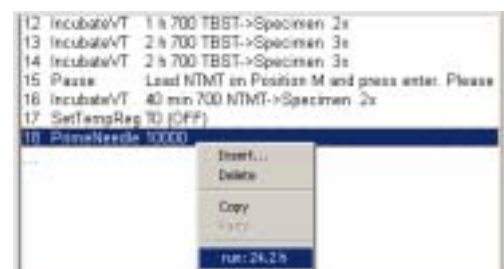 12 IncubateVT 1 h 700 TBST->Specimen 2x
13 IncubateVT 2 h 700 TBST->Specimen 3x
14 IncubateVT 2 h 700 TBST->Specimen 3x
15 Pause Load NTMT on Position M and press enter. Please
16 IncubateVT 40 min 700 NTMT->Specimen 2x
17 SetTempReg T0 (OFF)
18 PrimeNeedle 10000
...
Insert...
Delete
Copy
run: 24.2 h